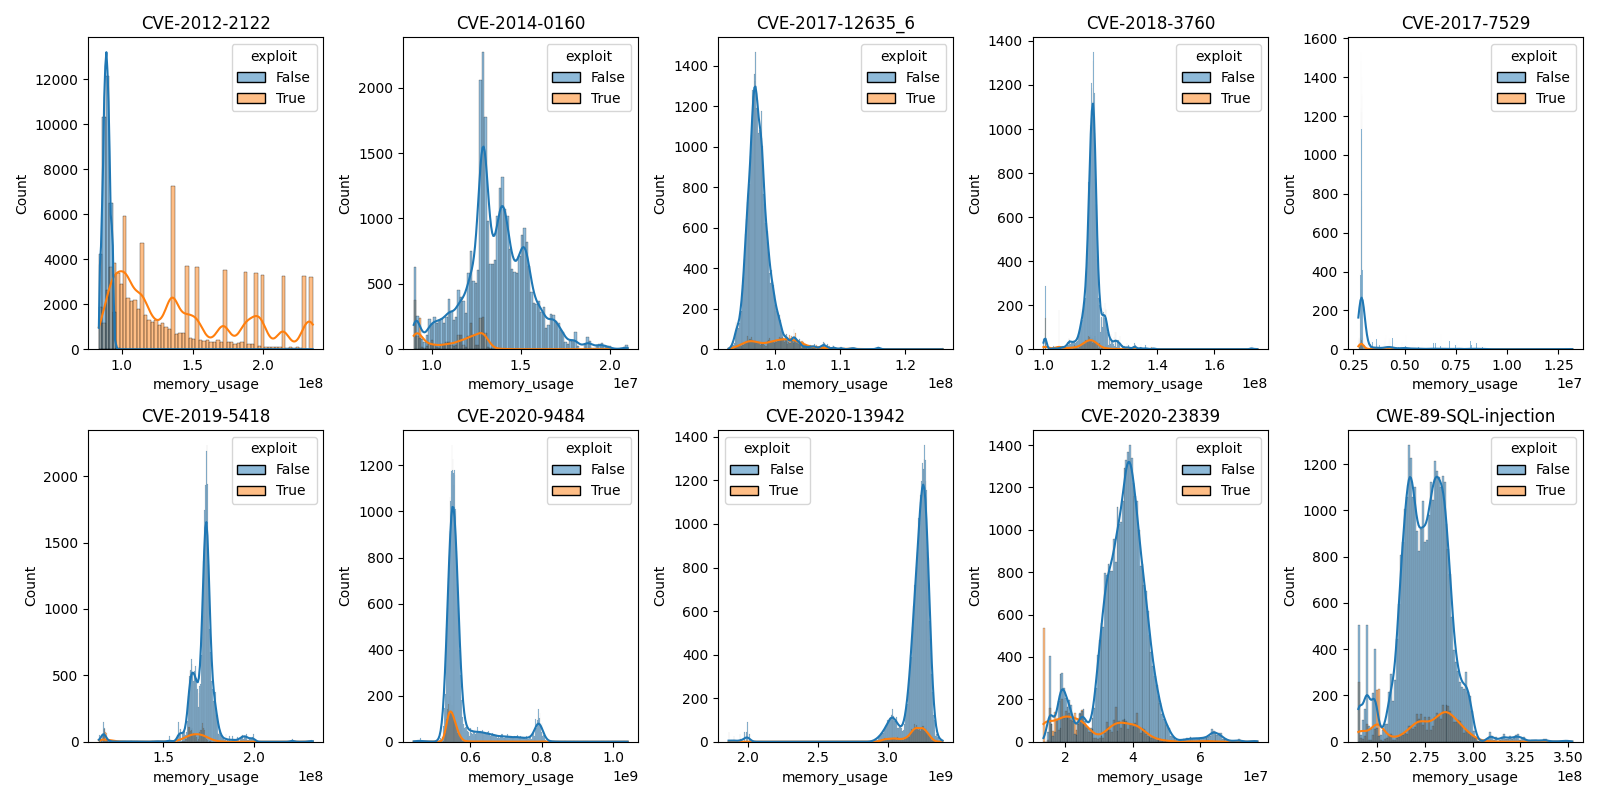 CVE-2012-2122
exploit
False
True
12000
10000
8000
6000
4000
2000
0
Count
1.0
1.5
2.0
memory_usage
1e8
CVE-2014-0160
exploit
False
True
2000
1500
1000
500
0
Count
1.0
1.5
2.0
memory_usage
1e7
CVE-2017-12635_6
exploit
False
True
1400
1200
1000
800
600
400
200
0
Count
1.0
1.1
1.2
memory_usage
1e8
CVE-2018-3760
exploit
False
True
1400
1200
1000
800
600
400
200
0
Count
1.0
1.2
1.4
1.6
memory_usage
1e8
CVE-2017-7529
exploit
False
True
1600
1400
1200
1000
800
600
400
200
0
Count
0.25
0.50
0.75
1.00
1.25
memory_usage
1e7
CVE-2019-5418
exploit
False
True
2000
1500
1000
500
0
Count
1.5
2.0
memory_usage
1e8
CVE-2020-9484
exploit
False
True
1200
1000
800
600
400
200
0
Count
0.6
0.8
1.0
memory_usage
1e9
CVE-2020-13942
exploit
False
True
1400
1200
1000
800
600
400
200
0
Count
2.0
2.5
3.0
memory_usage
1e9
CVE-2020-23839
exploit
False
True
1400
1200
1000
800
600
400
200
0
Count
2
4
6
memory_usage
1e7
CWE-89-SQL-injection
exploit
False
True
1200
1000
800
600
400
200
0
Count
2.50
2.75
3.00
3.25
3.50
memory_usage
1e8